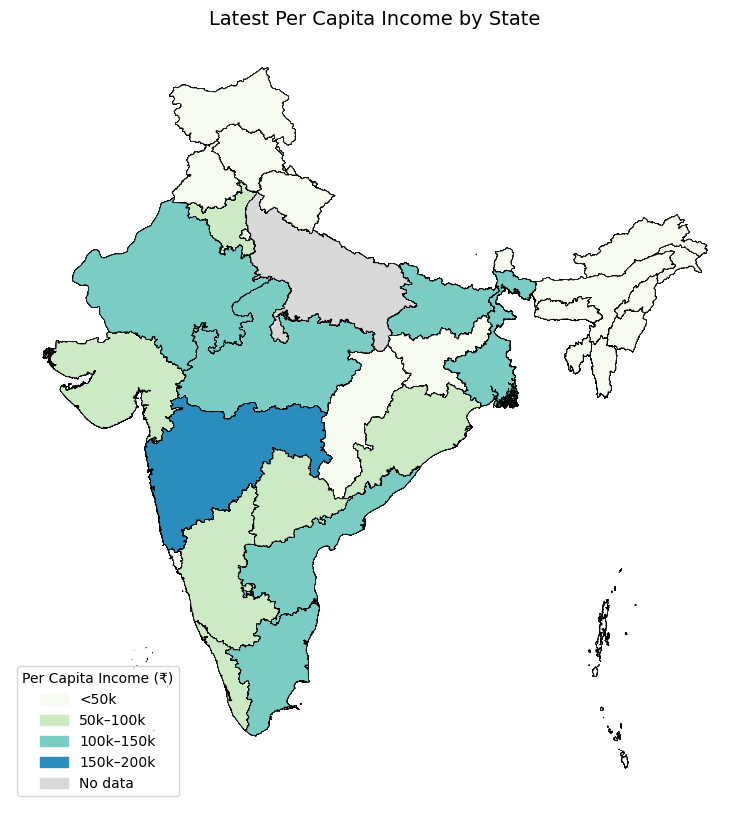 Latest Per Capita Income by State
Per Capita Income (₹)
<50k
50k–100k
100k–150k
150k–200k
No data